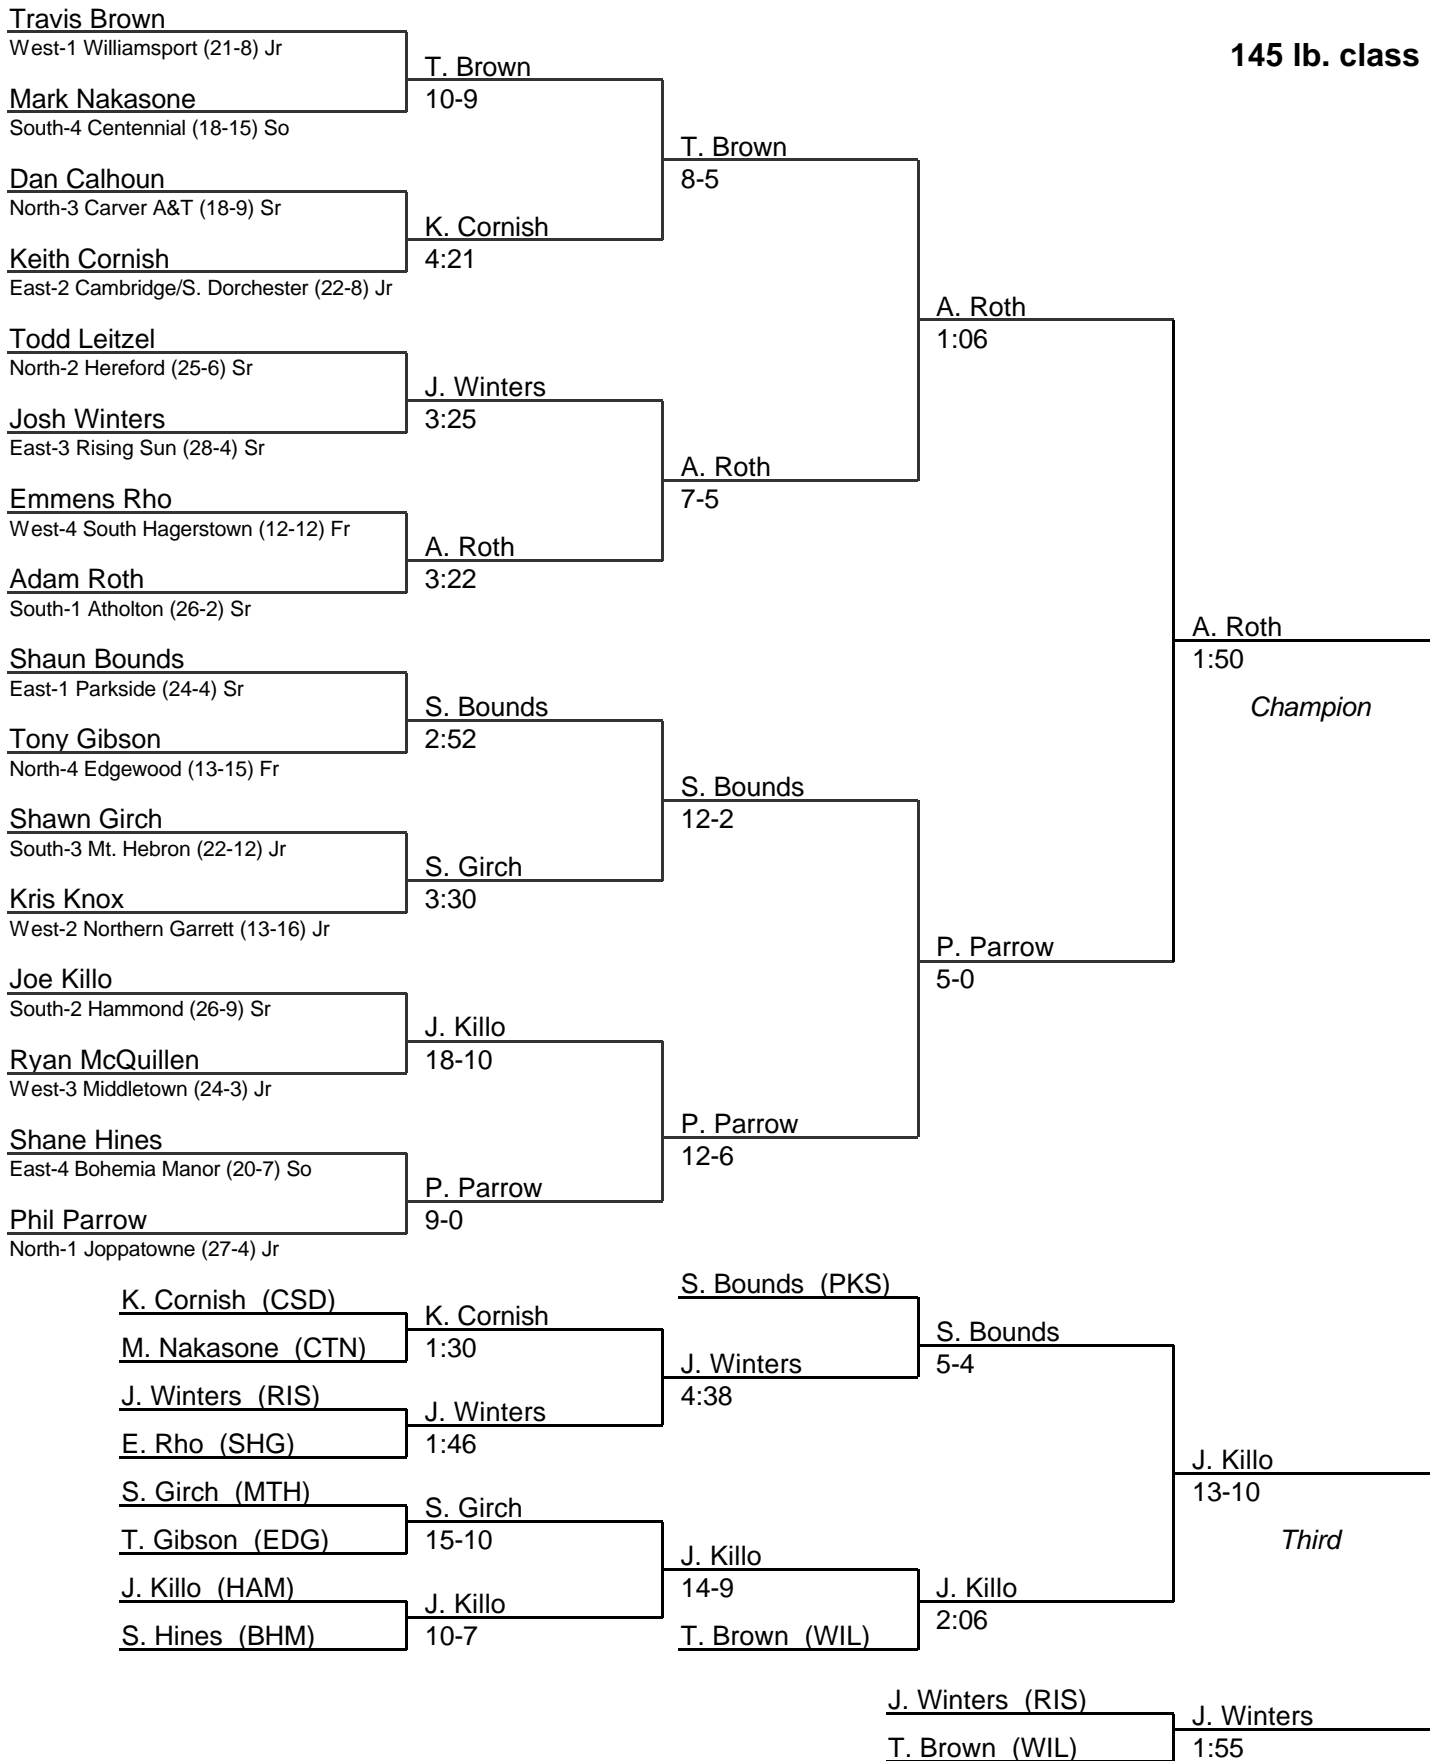 145 lb. class
Travis Brown
West-1 Williamsport (21-8) Jr
Mark Nakasone
South-4 Centennial (18-15) So
Dan Calhoun
North-3 Carver A&T (18-9) Sr
Keith Cornish
East-2 Cambridge/S. Dorchester (22-8) Jr
Todd Leitzel
North-2 Hereford (25-6) Sr
Josh Winters
East-3 Rising Sun (28-4) Sr
Emmens Rho
West-4 South Hagerstown (12-12) Fr
Adam Roth
South-1 Atholton (26-2) Sr
Shaun Bounds
East-1 Parkside (24-4) Sr
Tony Gibson
North-4 Edgewood (13-15) Fr
Shawn Girch
South-3 Mt. Hebron (22-12) Jr
Kris Knox
West-2 Northern Garrett (13-16) Jr
Joe Killo
South-2 Hammond (26-9) Sr
Ryan McQuillen
West-3 Middletown (24-3) Jr
Shane Hines
East-4 Bohemia Manor (20-7) So
Phil Parrow
North-1 Joppatowne (27-4) Jr
T. Brown
10-9
K. Cornish
4:21
J. Winters
3:25
A. Roth
3:22
S. Bounds
2:52
S. Girch
3:30
J. Killo
18-10
P. Parrow
9-0
T. Brown
8-5
A. Roth
7-5
S. Bounds
12-2
P. Parrow
12-6
A. Roth
1:06
P. Parrow
5-0
A. Roth
1:50
Champion
K. Cornish (CSD)
M. Nakasone (CTN)
J. Winters (RIS)
E. Rho (SHG)
S. Girch (MTH)
T. Gibson (EDG)
J. Killo (HAM)
S. Hines (BHM)
K. Cornish
1:30
J. Winters
1:46
S. Girch
15-10
J. Killo
10-7
S. Bounds (PKS)
J. Winters
4:38
J. Killo
14-9
T. Brown (WIL)
S. Bounds
5-4
J. Killo
2:06
J. Killo
13-10
Third
J. Winters (RIS)
T. Brown (WIL)
J. Winters
1:55